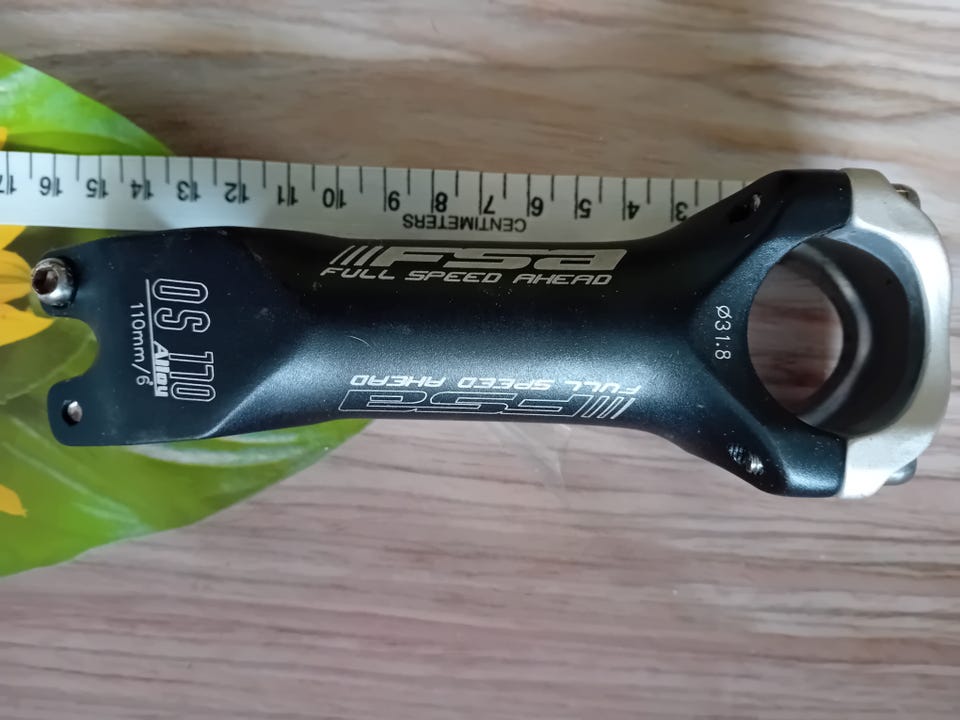 17 16 15 14 13 12 11 10 9 8 7 6 5 4 3
CENTIMETERS
FSA
FULL SPEED AHEAD
Ø31.8
OS 110
Alloy
110mm/6°
FSA
FULL SPEED AHEAD